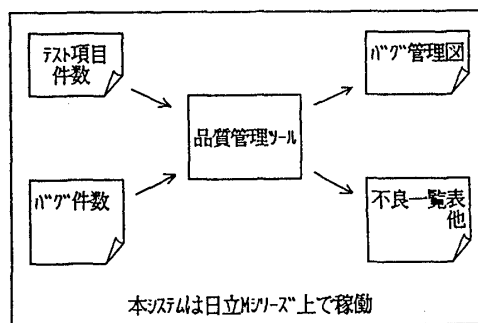 ﾃｽﾄ項目
件数
ﾊﾞｸﾞ管理図
品質管理ﾂｰﾙ
ﾊﾞｸﾞ件数
不良一覧表
他
本ｼｽﾃﾑは日立Mｼﾘｰｽﾞ上で稼働